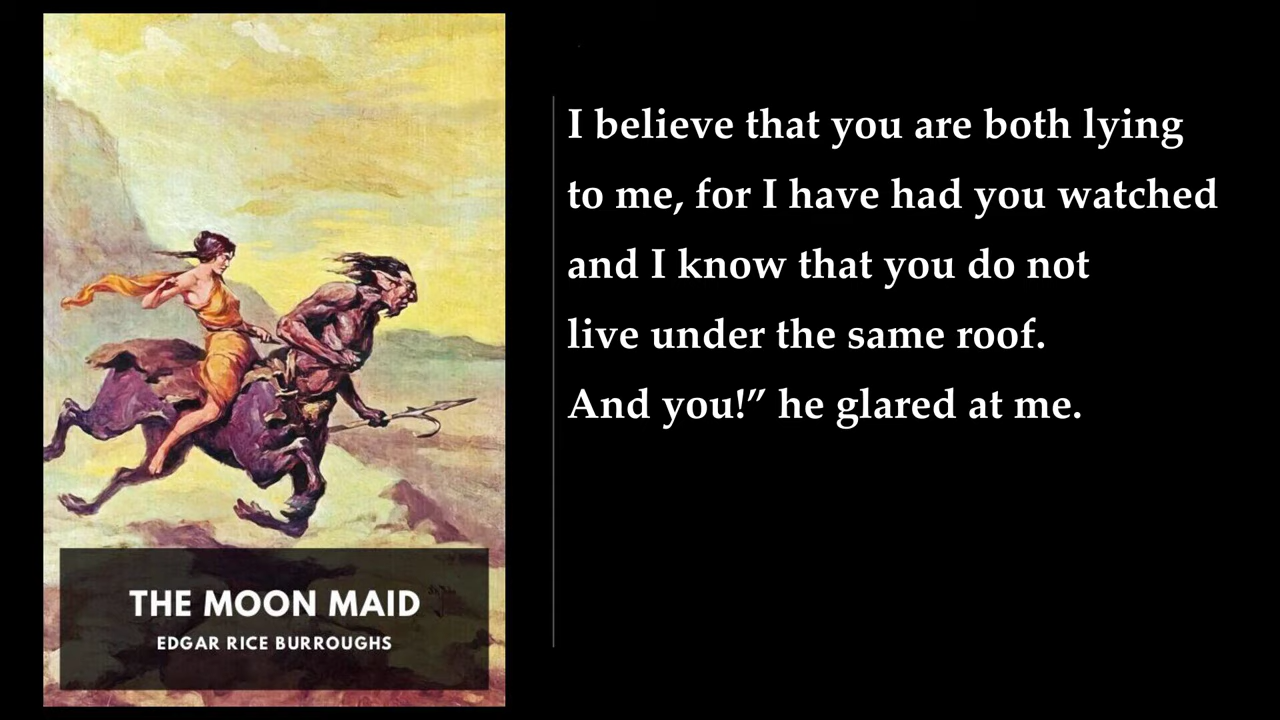 I believe that you are both lying
to me, for I have had you watched
and I know that you do not
live under the same roof.
And you!” he glared at me.
THE MOON MAID
EDGAR RICE BURROUGHS